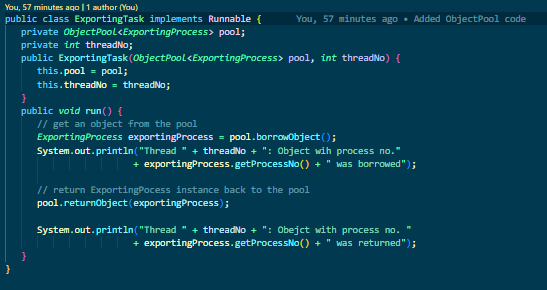 You, 57 minutes ago | 1 author (You)
public class ExportingTask implements Runnable {     You, 57 minutes ago • Added ObjectPool code
    private ObjectPool<ExportingProcess> pool;
    private int threadNo;
    public ExportingTask(ObjectPool<ExportingProcess> pool, int threadNo) {
        this.pool = pool;
        this.threadNo = threadNo;
    }
    public void run() {
        // get an object from the pool
        ExportingProcess exportingProcess = pool.borrowObject();
        System.out.println("Thread " + threadNo + ": Object wih process no."
                        + exportingProcess.getProcessNo() + " was borrowed");
        // return ExportingPocess instance back to the pool
        pool.returnObject(exportingProcess);
        System.out.println("Thread " + threadNo + ": Obejct with process no. "
                        + exportingProcess.getProcessNo() + " was returned");
    }
}